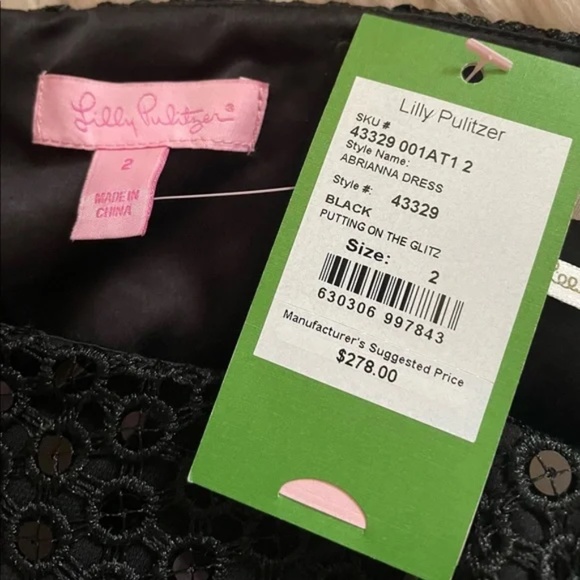 Lilly Pulitzer®
2
MADE IN
CHINA
Lilly Pulitzer
SKU #
43329 001AT1 2
Style Name:
ABRIANNA DRESS
Style #: 43329
BLACK
PUTTING ON THE GLITZ
Size: 2
630306 997843
Manufacturer's Suggested Price
$278.00